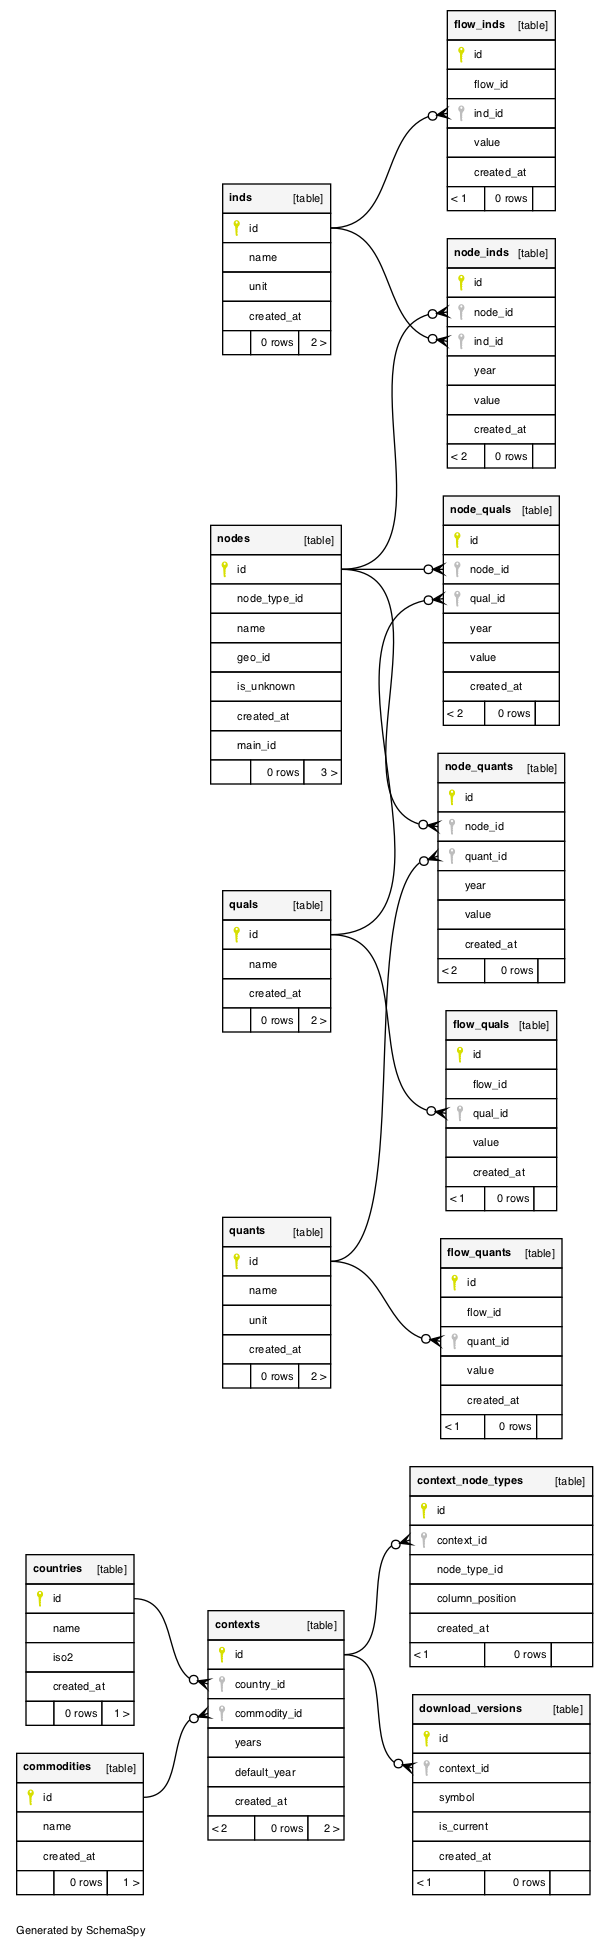 flow_inds [table]
id
flow_id
ind_id
value
created_at
< 1 0 rows
inds [table]
id
name
unit
created_at
0 rows 2 >
node_inds [table]
id
node_id
ind_id
year
value
created_at
< 2 0 rows
node_quals [table]
id
node_id
qual_id
year
value
created_at
< 2 0 rows
nodes [table]
id
node_type_id
name
geo_id
is_unknown
created_at
main_id
0 rows 3 >
node_quants [table]
id
node_id
quant_id
year
value
created_at
< 2 0 rows
quals [table]
id
name
created_at
0 rows 2 >
flow_quals [table]
id
flow_id
qual_id
value
created_at
< 1 0 rows
quants [table]
id
name
unit
created_at
0 rows 2 >
flow_quants [table]
id
flow_id
quant_id
value
created_at
< 1 0 rows
context_node_types [table]
id
context_id
node_type_id
column_position
created_at
< 1 0 rows
countries [table]
id
name
iso2
created_at
0 rows 1 >
contexts [table]
id
country_id
commodity_id
years
default_year
created_at
< 2 0 rows 2 >
download_versions [table]
id
context_id
symbol
is_current
created_at
< 1 0 rows
commodities [table]
id
name
created_at
0 rows 1 >
Generated by SchemaSpy